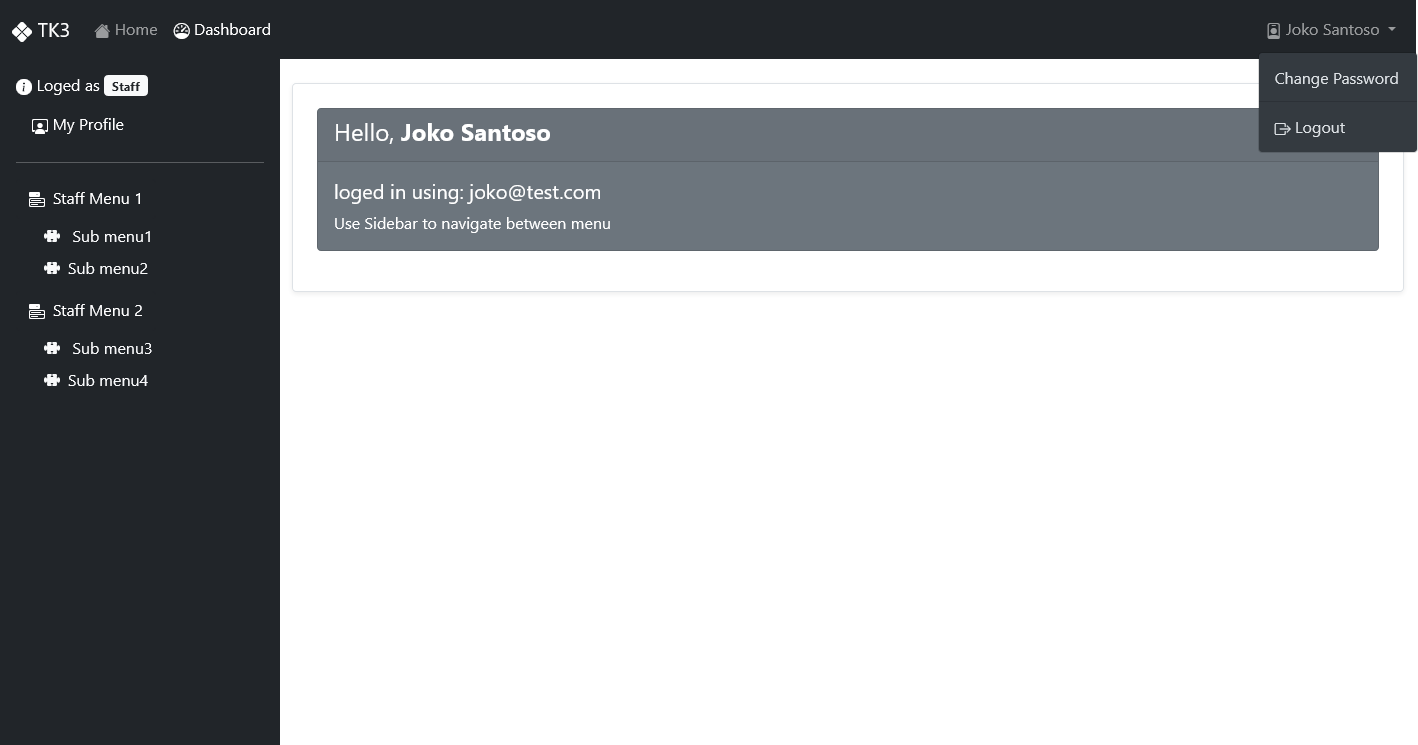 TK3 Home Dashboard Joko Santoso
Change Password
Logout
Loged as Staff
My Profile
Staff Menu 1
Sub menu1
Sub menu2
Staff Menu 2
Sub menu3
Sub menu4
Hello, Joko Santoso
loged in using: joko@test.com
Use Sidebar to navigate between menu